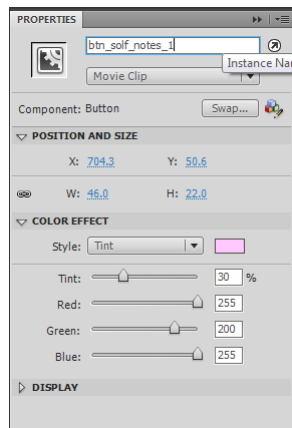 PROPERTIES
btn_solf_notes_1
Instance Nar
Movie Clip
Component: Button Swap...
POSITION AND SIZE
X: 704.3 Y: 50.6
W: 46.0 H: 22.0
COLOR EFFECT
Style: Tint
Tint: 30 %
Red: 255
Green: 200
Blue: 255
DISPLAY